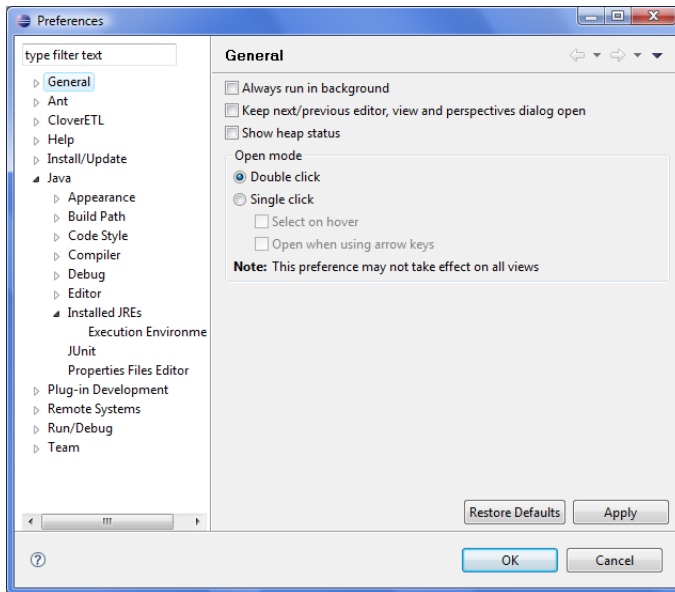 Preferences
type filter text
General
Ant
CloverETL
Help
Install/Update
Java
Appearance
Build Path
Code Style
Compiler
Debug
Editor
Installed JREs
Execution Environme
JUnit
Properties Files Editor
Plug-in Development
Remote Systems
Run/Debug
Team
General
Always run in background
Keep next/previous editor, view and perspectives dialog open
Show heap status
Open mode
Double click
Single click
Select on hover
Open when using arrow keys
Note: This preference may not take effect on all views
Restore Defaults
Apply
OK
Cancel